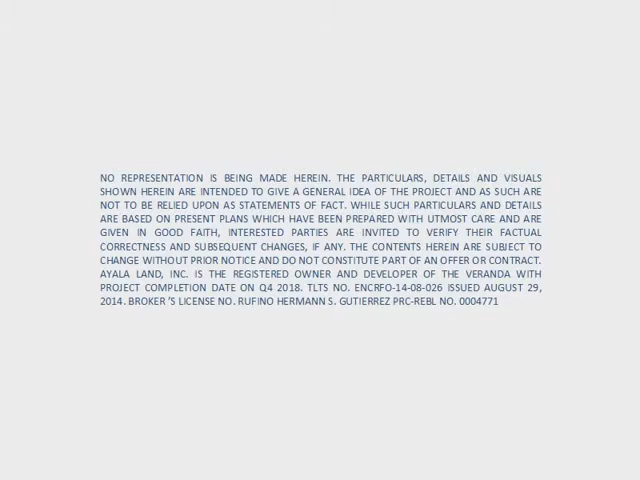 NO REPRESENTATION IS BEING MADE HEREIN. THE PARTICULARS, DETAILS AND VISUALS
SHOWN HEREIN ARE INTENDED TO GIVE A GENERAL IDEA OF THE PROJECT AND AS SUCH ARE
NOT TO BE RELIED UPON AS STATEMENTS OF FACT. WHILE SUCH PARTICULARS AND DETAILS
ARE BASED ON PRESENT PLANS WHICH HAVE BEEN PREPARED WITH UTMOST CARE AND ARE
GIVEN IN GOOD FAITH, INTERESTED PARTIES ARE INVITED TO VERIFY THEIR FACTUAL
CORRECTNESS AND SUBSEQUENT CHANGES, IF ANY. THE CONTENTS HEREIN ARE SUBJECT TO
CHANGE WITHOUT PRIOR NOTICE AND DO NOT CONSTITUTE PART OF AN OFFER OR CONTRACT.
AYALA LAND, INC. IS THE REGISTERED OWNER AND DEVELOPER OF THE VERANDA WITH
PROJECT COMPLETION DATE ON Q4 2018. TLTS NO. ENCRFO-14-08-026 ISSUED AUGUST 29,
2014. BROKER 'S LICENSE NO. RUFINO HERMANN S. GUTIERREZ PRC-REBL NO. 0004771